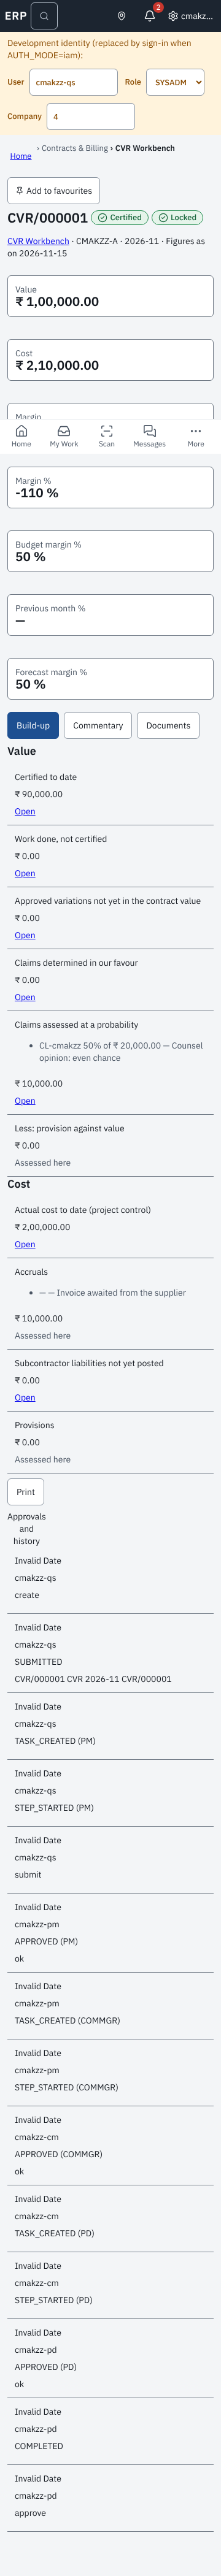 ERP
2
cmakz...
Development identity (replaced by sign-in when
AUTH_MODE=iam):
User
cmakzz-qs
Role
SYSADM
Company
4
Home
› Contracts & Billing › CVR Workbench
Add to favourites
CVR/000001
Certified
Locked
CVR Workbench · CMAKZZ-A · 2026-11 · Figures as
on 2026-11-15
Value
₹ 1,00,000.00
Cost
₹ 2,10,000.00
Margin
Home
My Work
Scan
Messages
More
Margin %
-110 %
Budget margin %
50 %
Previous month %
—
Forecast margin %
50 %
Build-up
Commentary
Documents
Value
Certified to date
₹ 90,000.00
Open
Work done, not certified
₹ 0.00
Open
Approved variations not yet in the contract value
₹ 0.00
Open
Claims determined in our favour
₹ 0.00
Open
Claims assessed at a probability
• CL-cmakzz 50% of ₹ 20,000.00 — Counsel
opinion: even chance
₹ 10,000.00
Open
Less: provision against value
₹ 0.00
Assessed here
Cost
Actual cost to date (project control)
₹ 2,00,000.00
Open
Accruals
• — — Invoice awaited from the supplier
₹ 10,000.00
Assessed here
Subcontractor liabilities not yet posted
₹ 0.00
Open
Provisions
₹ 0.00
Assessed here
Print
Approvals
and
history
Invalid Date
cmakzz-qs
create
Invalid Date
cmakzz-qs
SUBMITTED
CVR/000001 CVR 2026-11 CVR/000001
Invalid Date
cmakzz-qs
TASK_CREATED (PM)
Invalid Date
cmakzz-qs
STEP_STARTED (PM)
Invalid Date
cmakzz-qs
submit
Invalid Date
cmakzz-pm
APPROVED (PM)
ok
Invalid Date
cmakzz-pm
TASK_CREATED (COMMGR)
Invalid Date
cmakzz-pm
STEP_STARTED (COMMGR)
Invalid Date
cmakzz-cm
APPROVED (COMMGR)
ok
Invalid Date
cmakzz-cm
TASK_CREATED (PD)
Invalid Date
cmakzz-cm
STEP_STARTED (PD)
Invalid Date
cmakzz-pd
APPROVED (PD)
ok
Invalid Date
cmakzz-pd
COMPLETED
Invalid Date
cmakzz-pd
approve